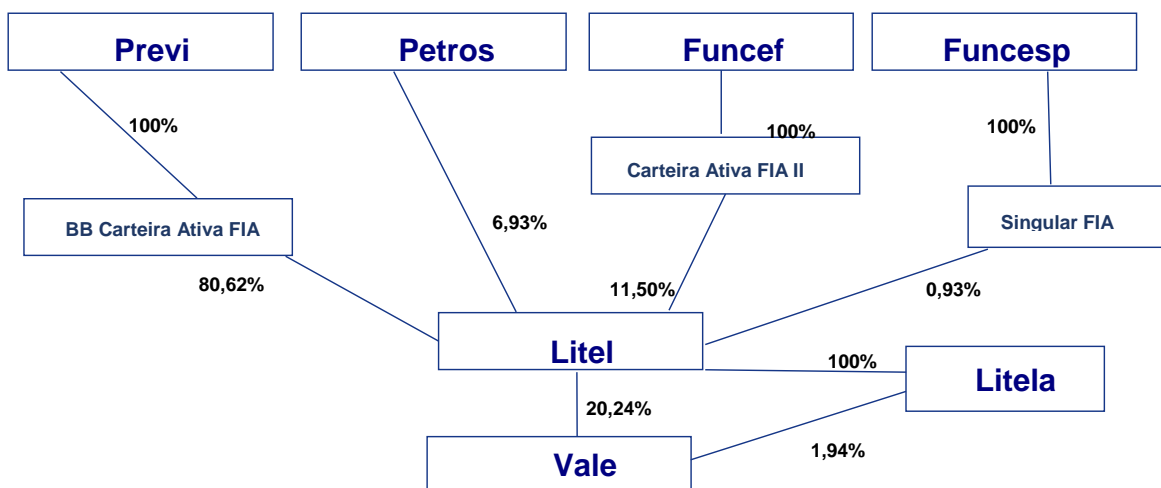 Previ
Petros
Funcef
Funcesp
100%
100%
100%
Carteira Ativa FIA II
BB Carteira Ativa FIA
6,93%
Singular FIA
80,62%
11,50%
0,93%
Litel
100%
Litela
20,24%
1,94%
Vale